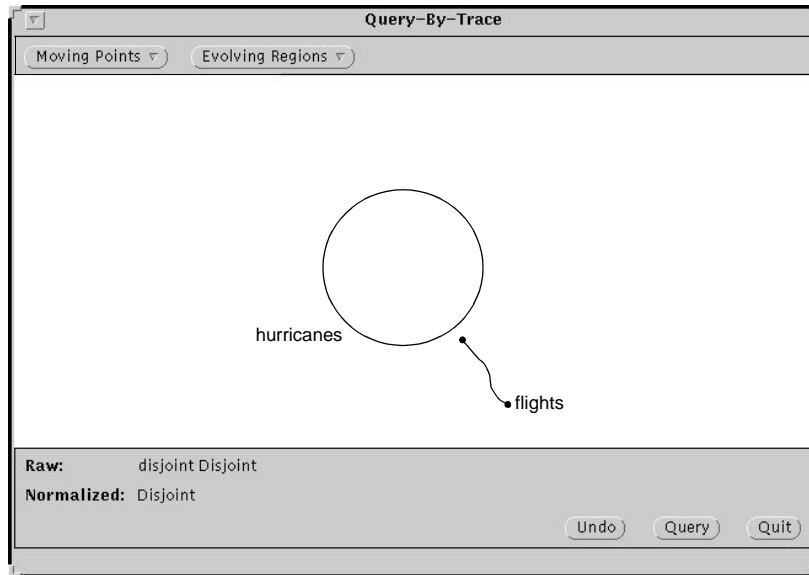 Query-By-Trace
Moving Points Evolving Regions
hurricanes
flights
Raw: disjoint Disjoint
Normalized: Disjoint
Undo Query Quit